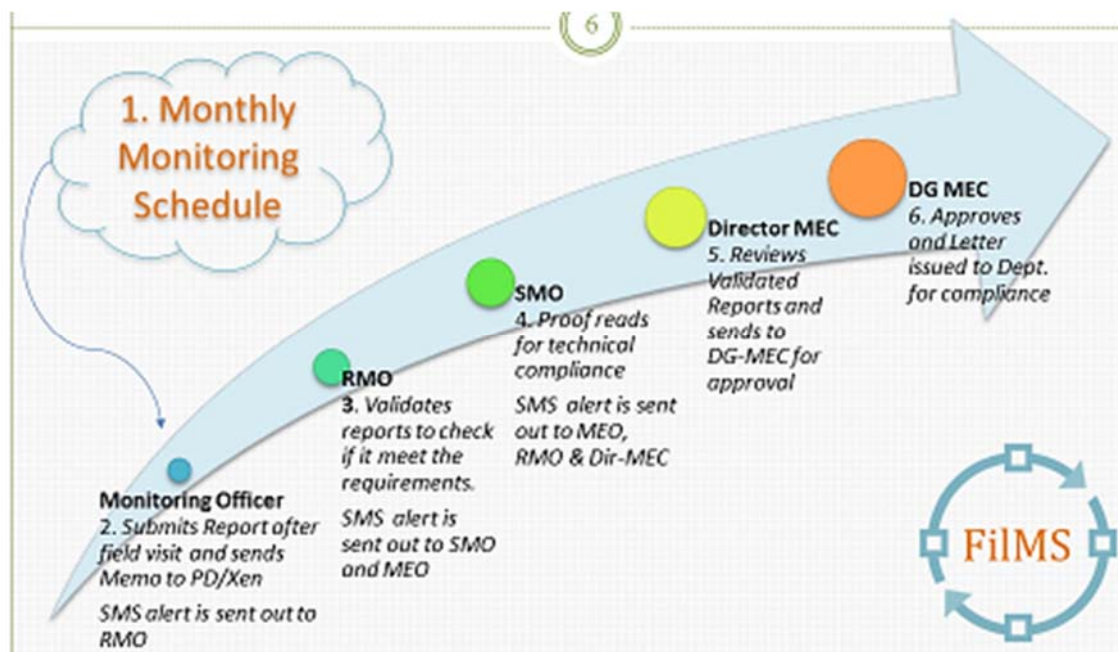 6
1. Monthly
Monitoring
Schedule
Monitoring Officer
2. Submits Report after
field visit and sends
Memo to PD/Xen
SMS alert is sent out to
RMO
RMO
3. Validates
reports to check
if it meet the
requirements.
SMS alert is
sent out to SMO
and MEO
SMO
4. Proof reads
for technical
compliance
SMS alert is sent
out to MEO,
RMO & Dir-MEC
Director MEC
5. Reviews
Validated
Reports and
sends to
DG-MEC for
approval
DG MEC
6. Approves
and Letter
issued to Dept.
for compliance
FilMS